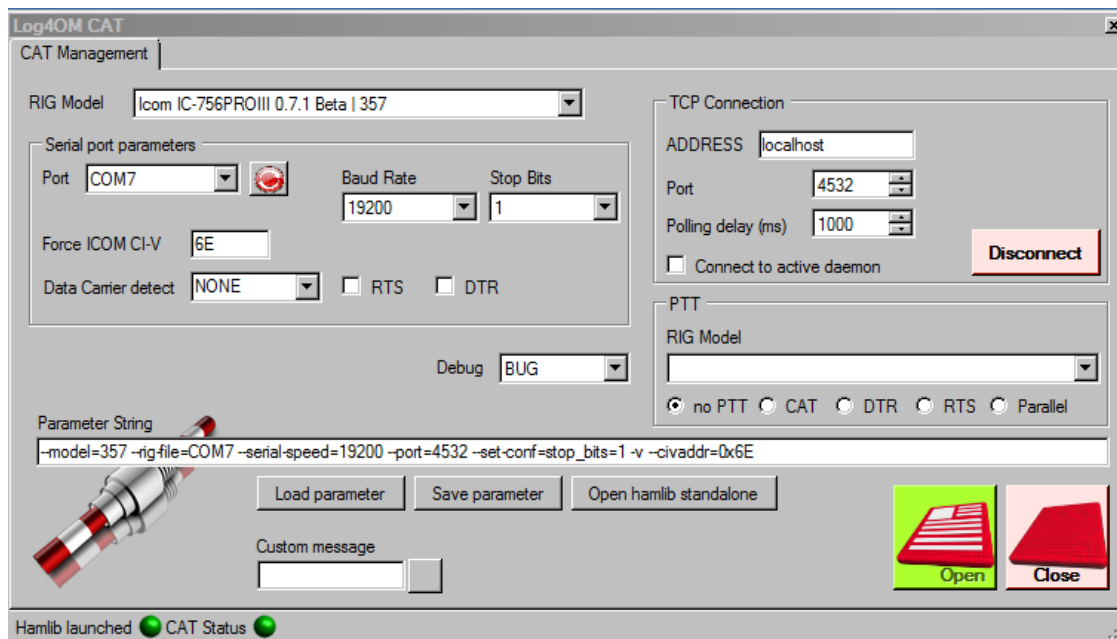 Log4OM CAT
CAT Management
RIG Model Icom IC-756PROIII 0.7.1 Beta | 357
Serial port parameters
Port COM7
Baud Rate Stop Bits
19200 1
Force ICOM CI-V 6E
Data Carrier detect NONE RTS DTR
Debug BUG
TCP Connection
ADDRESS localhost
Port 4532
Polling delay (ms) 1000
Connect to active daemon
Disconnect
PTT
RIG Model
no PTT CAT DTR RTS Parallel
Parameter String
--model=357 --rig-file=COM7 --serial-speed=19200 --port=4532 --set-conf=stop_bits=1 -v --civaddr=0x6E
Load parameter Save parameter Open hamlib standalone
Custom message
Open Close
Hamlib launched CAT Status